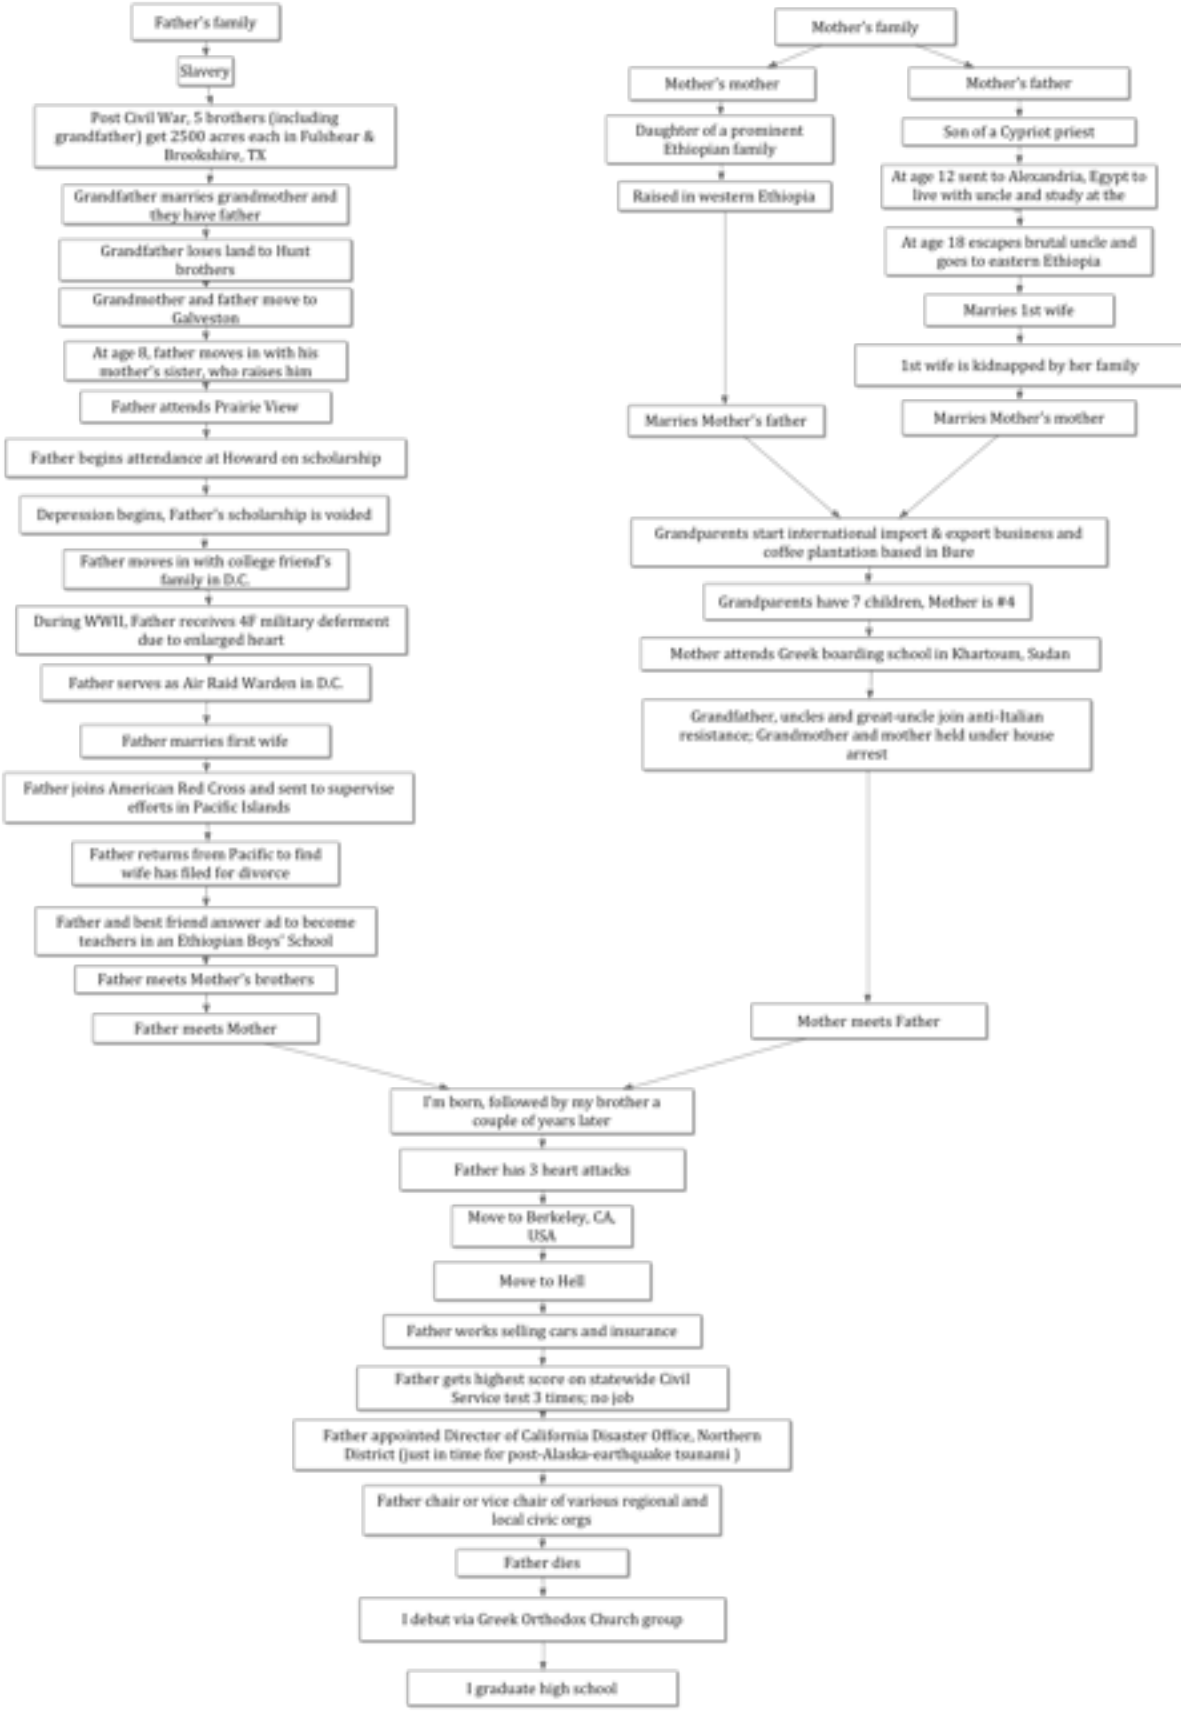 Father's family
Slavery
Post Civil War, 5 brothers (including
grandfather) get 2500 acres each in Fulshear &
Brookshire, TX
Grandfather marries grandmother and
they have father
Grandfather loses land to Hunt
brothers
Grandmother and father move to
Galveston
At age 8, father moves in with his
mother's sister, who raises him
Father attends Prairie View
Father begins attendance at Howard on scholarship
Depression begins, Father's scholarship is voided
Father moves in with college friend's
family in D.C.
During WWII, Father receives 4F military deferment
due to enlarged heart
Father serves as Air Raid Warden in D.C.
Father marries first wife
Father joins American Red Cross and sent to supervise
efforts in Pacific Islands
Father returns from Pacific to find
wife has filed for divorce
Father and best friend answer ad to become
teachers in an Ethiopian Boys' School
Father meets Mother's brothers
Father meets Mother
Mother's family
Mother's mother
Daughter of a prominent
Ethiopian family
Raised in western Ethiopia
Marries Mother's father
Mother's father
Son of a Cypriot priest
At age 12 sent to Alexandria, Egypt to
live with uncle and study at the
At age 18 escapes brutal uncle and
goes to eastern Ethiopia
Marries 1st wife
1st wife is kidnapped by her family
Marries Mother's mother
Grandparents start international import & export business and
coffee plantation based in Bure
Grandparents have 7 children, Mother is #4
Mother attends Greek boarding school in Khartoum, Sudan
Grandfather, uncles and great-uncle join anti-Italian
resistance; Grandmother and mother held under house
arrest
Mother meets Father
I'm born, followed by my brother a
couple of years later
Father has 3 heart attacks
Move to Berkeley, CA,
USA
Move to Hell
Father works selling cars and insurance
Father gets highest score on statewide Civil
Service test 3 times; no job
Father appointed Director of California Disaster Office, Northern
District (just in time for post-Alaska-earthquake tsunami )
Father chair or vice chair of various regional and
local civic orgs
Father dies
I debut via Greek Orthodox Church group
I graduate high school